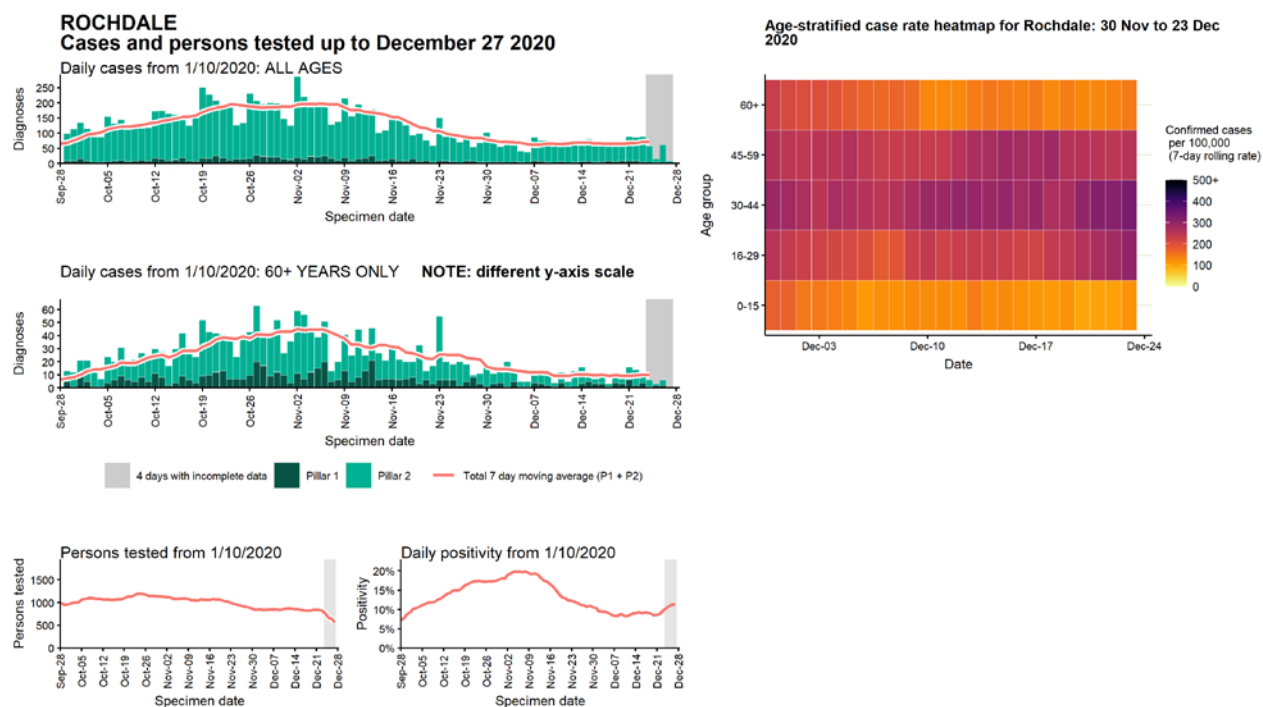 ROCHDALE
Cases and persons tested up to December 27 2020
Daily cases from 1/10/2020: ALL AGES
Diagnoses
250
200
150
100
50
0
Sep-28
Oct-05
Oct-12
Oct-19
Oct-26
Nov-02
Nov-09
Nov-16
Nov-23
Nov-30
Dec-07
Dec-14
Dec-21
Dec-28
Specimen date
Daily cases from 1/10/2020: 60+ YEARS ONLY NOTE: different y-axis scale
Diagnoses
60
50
40
30
20
10
0
Sep-28
Oct-05
Oct-12
Oct-19
Oct-26
Nov-02
Nov-09
Nov-16
Nov-23
Nov-30
Dec-07
Dec-14
Dec-21
Dec-28
Specimen date
4 days with incomplete data Pillar 1 Pillar 2 Total 7 day moving average (P1 + P2)
Persons tested from 1/10/2020
Persons tested
1500
1000
500
0
Sep-28
Oct-05
Oct-12
Oct-19
Oct-26
Nov-02
Nov-09
Nov-16
Nov-23
Nov-30
Dec-07
Dec-14
Dec-21
Dec-28
Specimen date
Daily positivity from 1/10/2020
Positivity
20%
15%
10%
5%
0%
Sep-28
Oct-05
Oct-12
Oct-19
Oct-26
Nov-02
Nov-09
Nov-16
Nov-23
Nov-30
Dec-07
Dec-14
Dec-21
Dec-28
Specimen date
Age-stratified case rate heatmap for Rochdale: 30 Nov to 23 Dec
2020
Age group
60+
45-59
30-44
16-29
0-15
Dec-03
Dec-10
Dec-17
Dec-24
Date
Confirmed cases
per 100,000
(7-day rolling rate)
500+
400
300
200
100
0